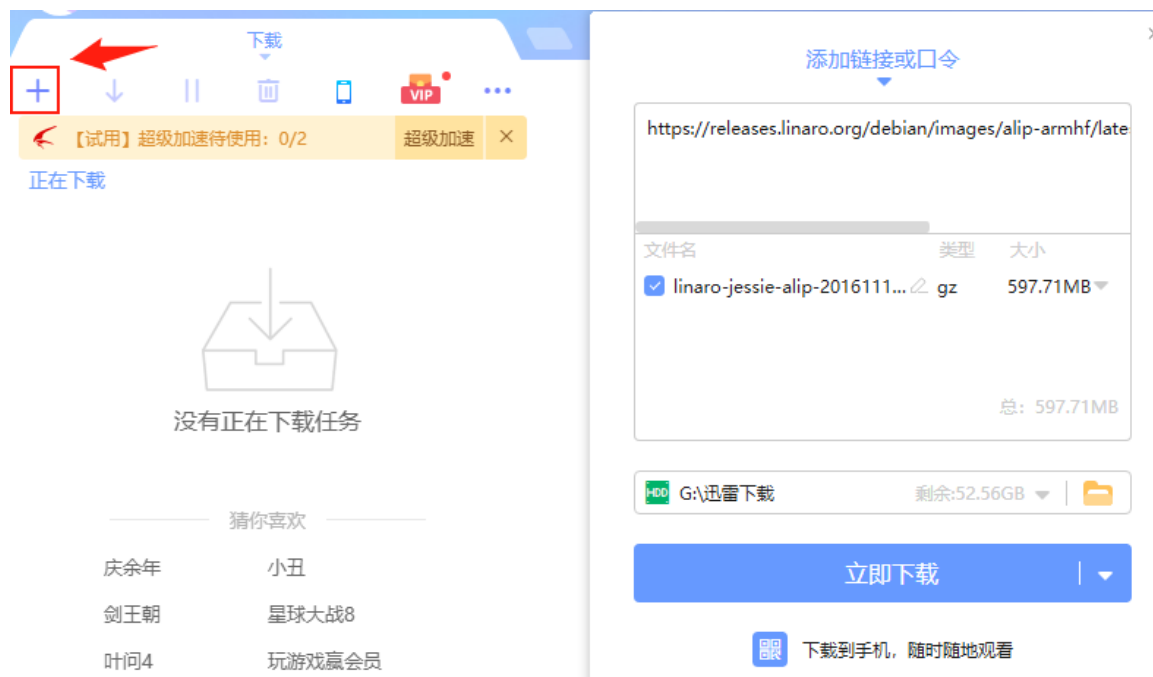 下载
VIP
【试用】超级加速待使用：0/2
超级加速
正在下载
没有正在下载任务
猜你喜欢
庆余年
小丑
剑王朝
星球大战8
叶问4
玩游戏赢会员
添加链接或口令
https://releases.linaro.org/debian/images/alip-armhf/late
文件名
类型
大小
linaro-jessie-alip-2016111...
gz
597.71MB
总：597.71MB
HDD
G:\迅雷下载
剩余:52.56GB
立即下载
下载到手机，随时随地观看